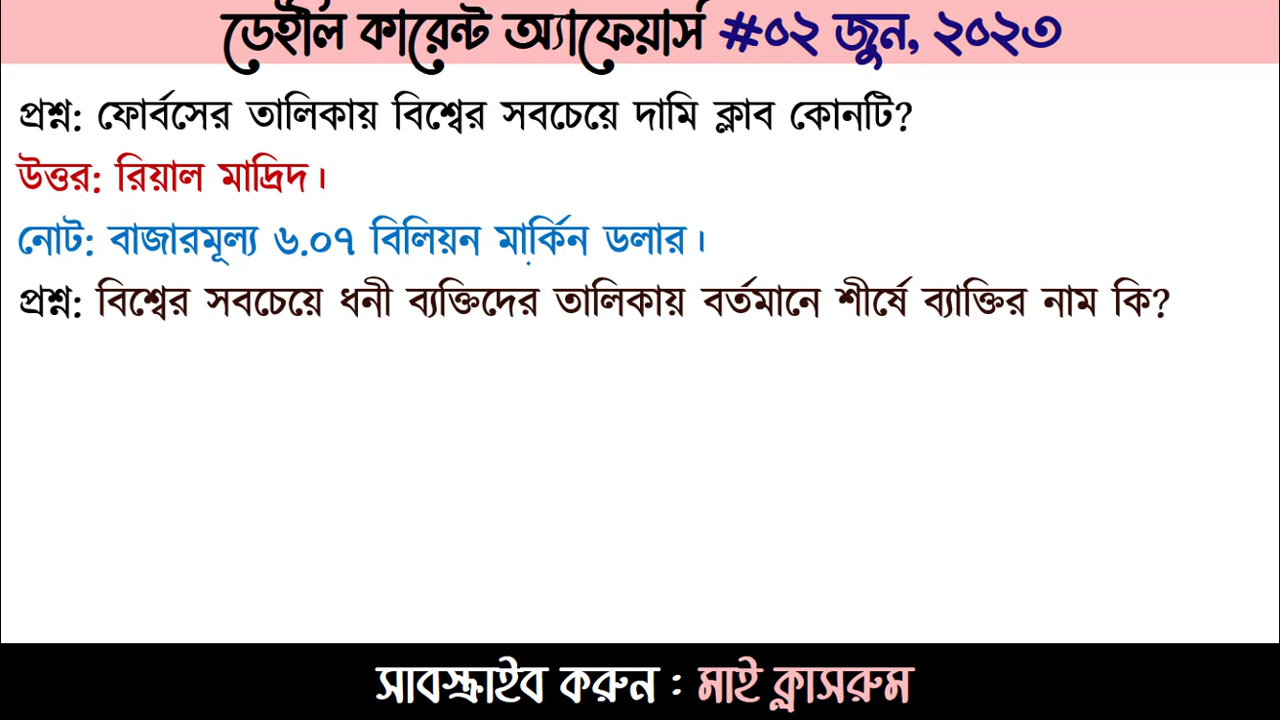 ডেইলি কারেন্ট অ্যাফেয়ার্স #০২ জুন, ২০২৩
প্রশ্ন: ফোর্বসের তালিকায় বিশ্বের সবচেয়ে দামি ক্লাব কোনটি?
উত্তর: রিয়াল মাদ্রিদ।
নোট: বাজারমূল্য ৬.০৭ বিলিয়ন মার্কিন ডলার।
প্রশ্ন: বিশ্বের সবচেয়ে ধনী ব্যক্তিদের তালিকায় বর্তমানে শীর্ষে ব্যাক্তির নাম কি?
সাবস্ক্রাইব করুন : মাই ক্লাসরুম